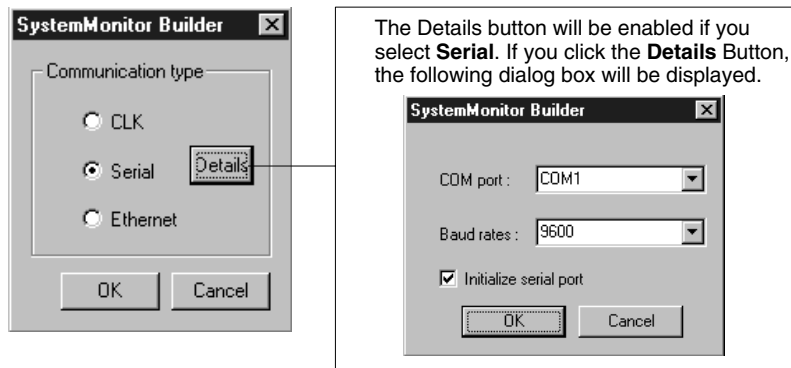 SystemMonitor Builder
Communication type
CLK
Serial
Details
Ethernet
OK
Cancel
The Details button will be enabled if you
select Serial. If you click the Details Button,
the following dialog box will be displayed.
SystemMonitor Builder
COM port :
COM1
Baud rates :
9600
Initialize serial port
OK
Cancel